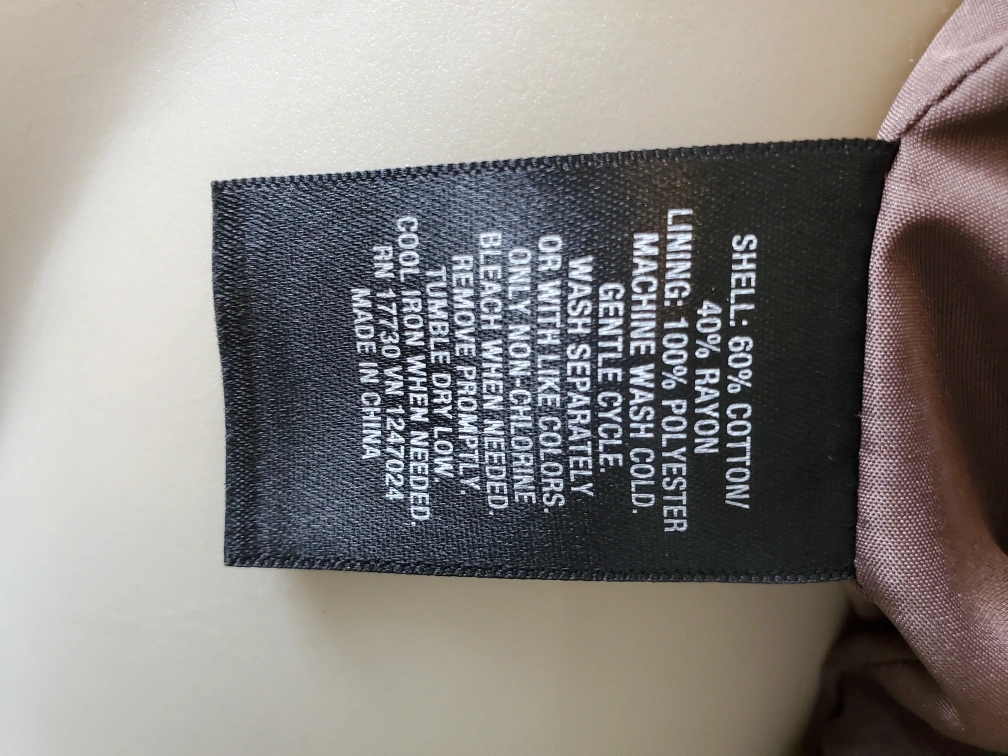 SHELL: 60% COTTON/
40% RAYON
LINING: 100% POLYESTER
MACHINE WASH COLD.
GENTLE CYCLE.
WASH SEPARATELY
OR WITH LIKE COLORS.
ONLY NON-CHLORINE
BLEACH WHEN NEEDED.
REMOVE PROMPTLY.
TUMBLE DRY LOW.
COOL IRON WHEN NEEDED.
RN 17730 VN 1247024
MADE IN CHINA